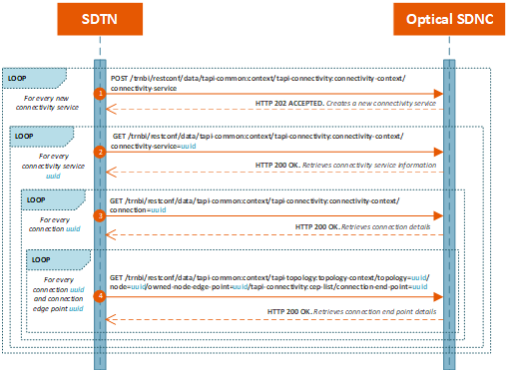 SDTN
Optical SDNC
LOOP
For every new
connectivity service
POST /trnbi/restconf/data/tapi-common:context/tapi-connectivity:connectivity-context/
connectivity-service
1
HTTP 202 ACCEPTED. Creates a new connectivity service
LOOP
For every
connectivity service
uuid
GET /trnbi/restconf/data/tapi-common:context/tapi-connectivity:connectivity-context/
connectivity-service=uuid
2
HTTP 200 OK. Retrieves connectivity service information
LOOP
For every
connection uuid
GET /trnbi/restconf/data/tapi-common:context/tapi-connectivity:connectivity-context/
connection=uuid
3
HTTP 200 OK. Retrieves connection details
LOOP
For every
connection uuid
and connection
edge point uuid
GET /trnbi/restconf/data/tapi-common:context/tapi-topology:topology-context/topology=uuid/
node=uuid/owned-node-edge-point=uuid/tapi-connectivity:cep-list/connection-end-point=uuid
4
HTTP 200 OK. Retrieves connection end point details